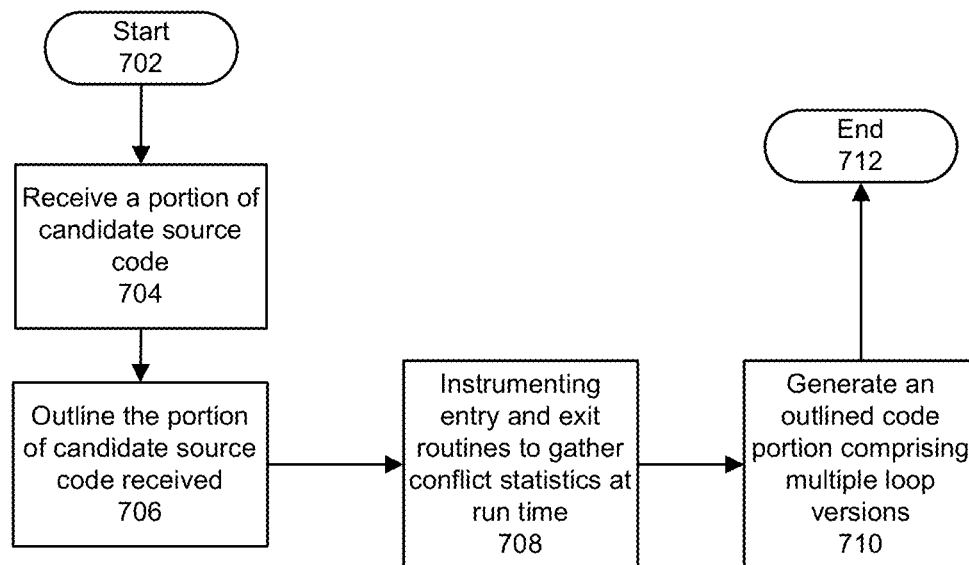 Start
702
Receive a portion of
candidate source
code
704
Outline the portion
of candidate source
code received
706
Instrumenting
entry and exit
routines to gather
conflict statistics at
run time
708
Generate an
outlined code
portion comprising
multiple loop
versions
710
End
712